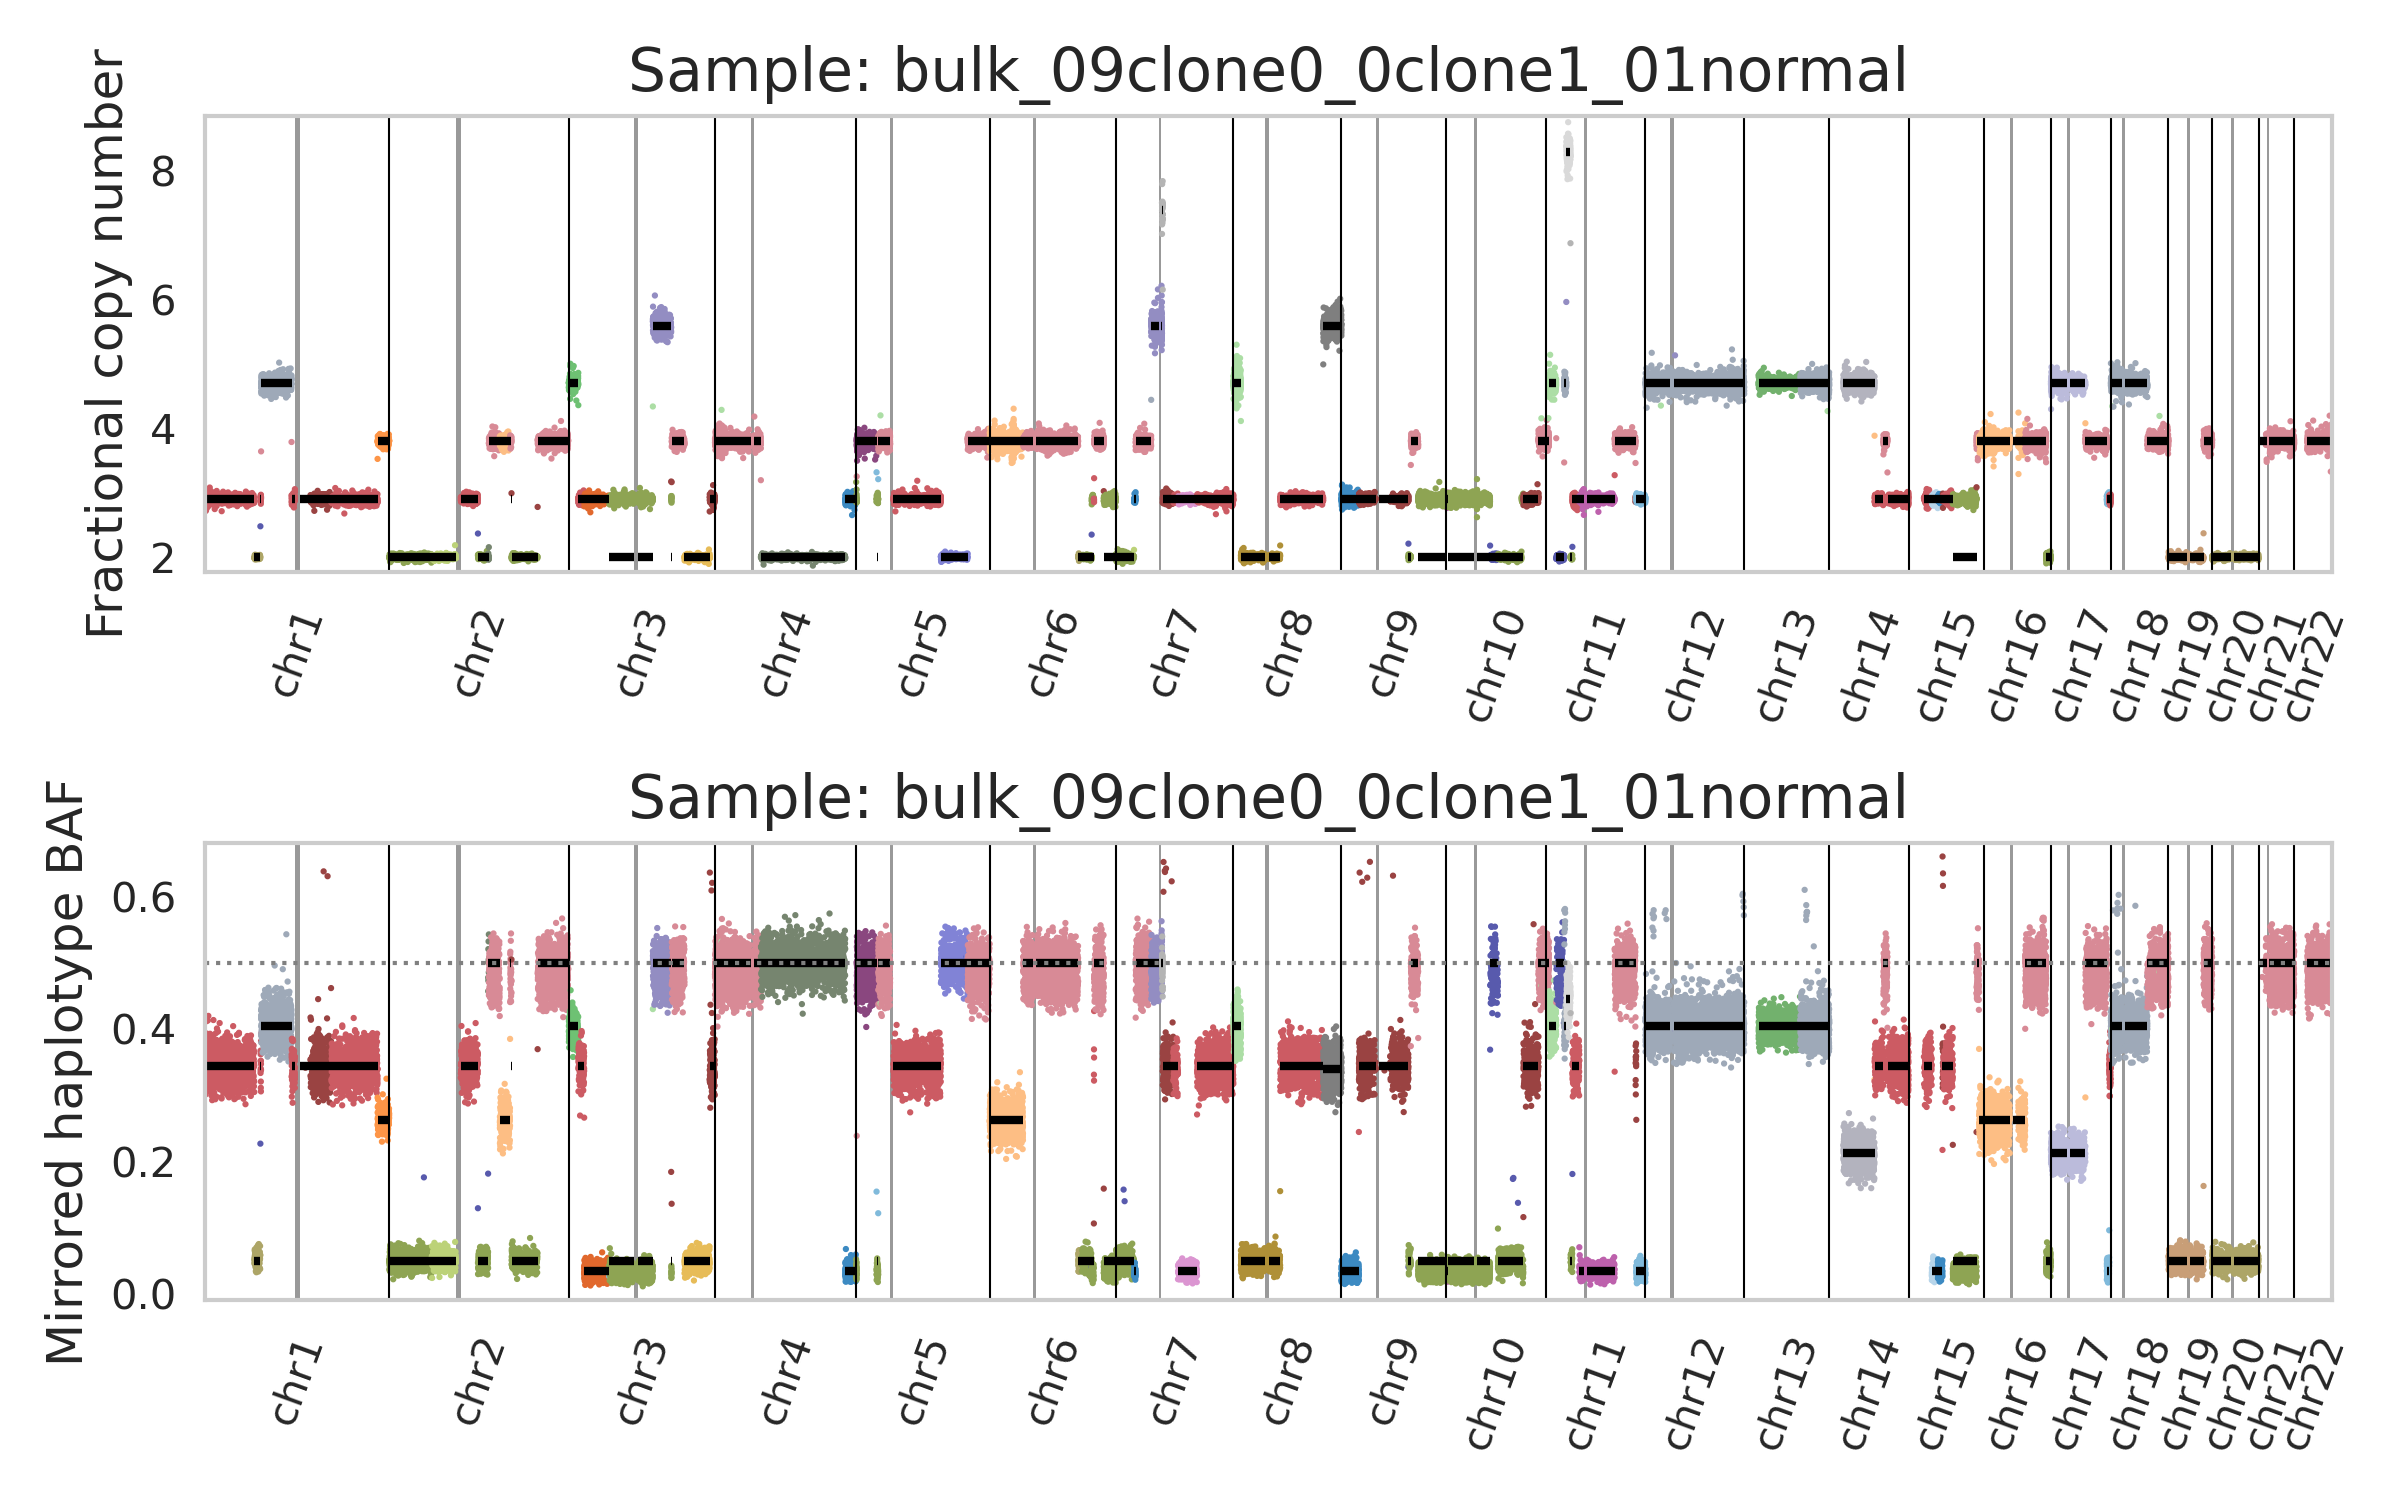 Sample: bulk_09clone0_0clone1_01normal
Fractional copy number
8
6
4
2
chr1 chr2 chr3 chr4 chr5 chr6 chr7 chr8 chr9 chr10 chr11 chr12 chr13 chr14 chr15 chr16 chr17 chr18 chr19 chr20 chr21 chr22
Sample: bulk_09clone0_0clone1_01normal
Mirrored haplotype BAF
0.6
0.4
0.2
0.0
chr1 chr2 chr3 chr4 chr5 chr6 chr7 chr8 chr9 chr10 chr11 chr12 chr13 chr14 chr15 chr16 chr17 chr18 chr19 chr20 chr21 chr22